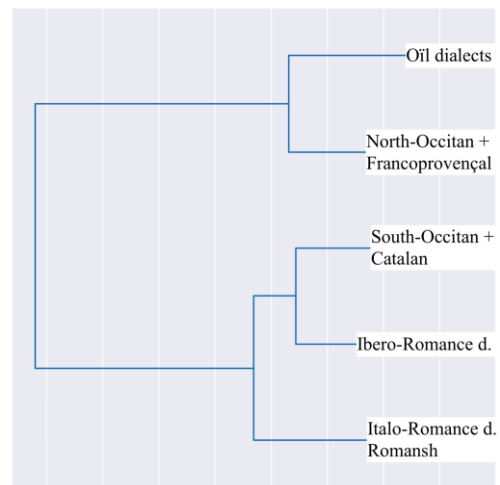 Oïl dialects
North-Occitan +
Francoprovençal
South-Occitan +
Catalan
Ibero-Romance d.
Italo-Romance d.
Romansh